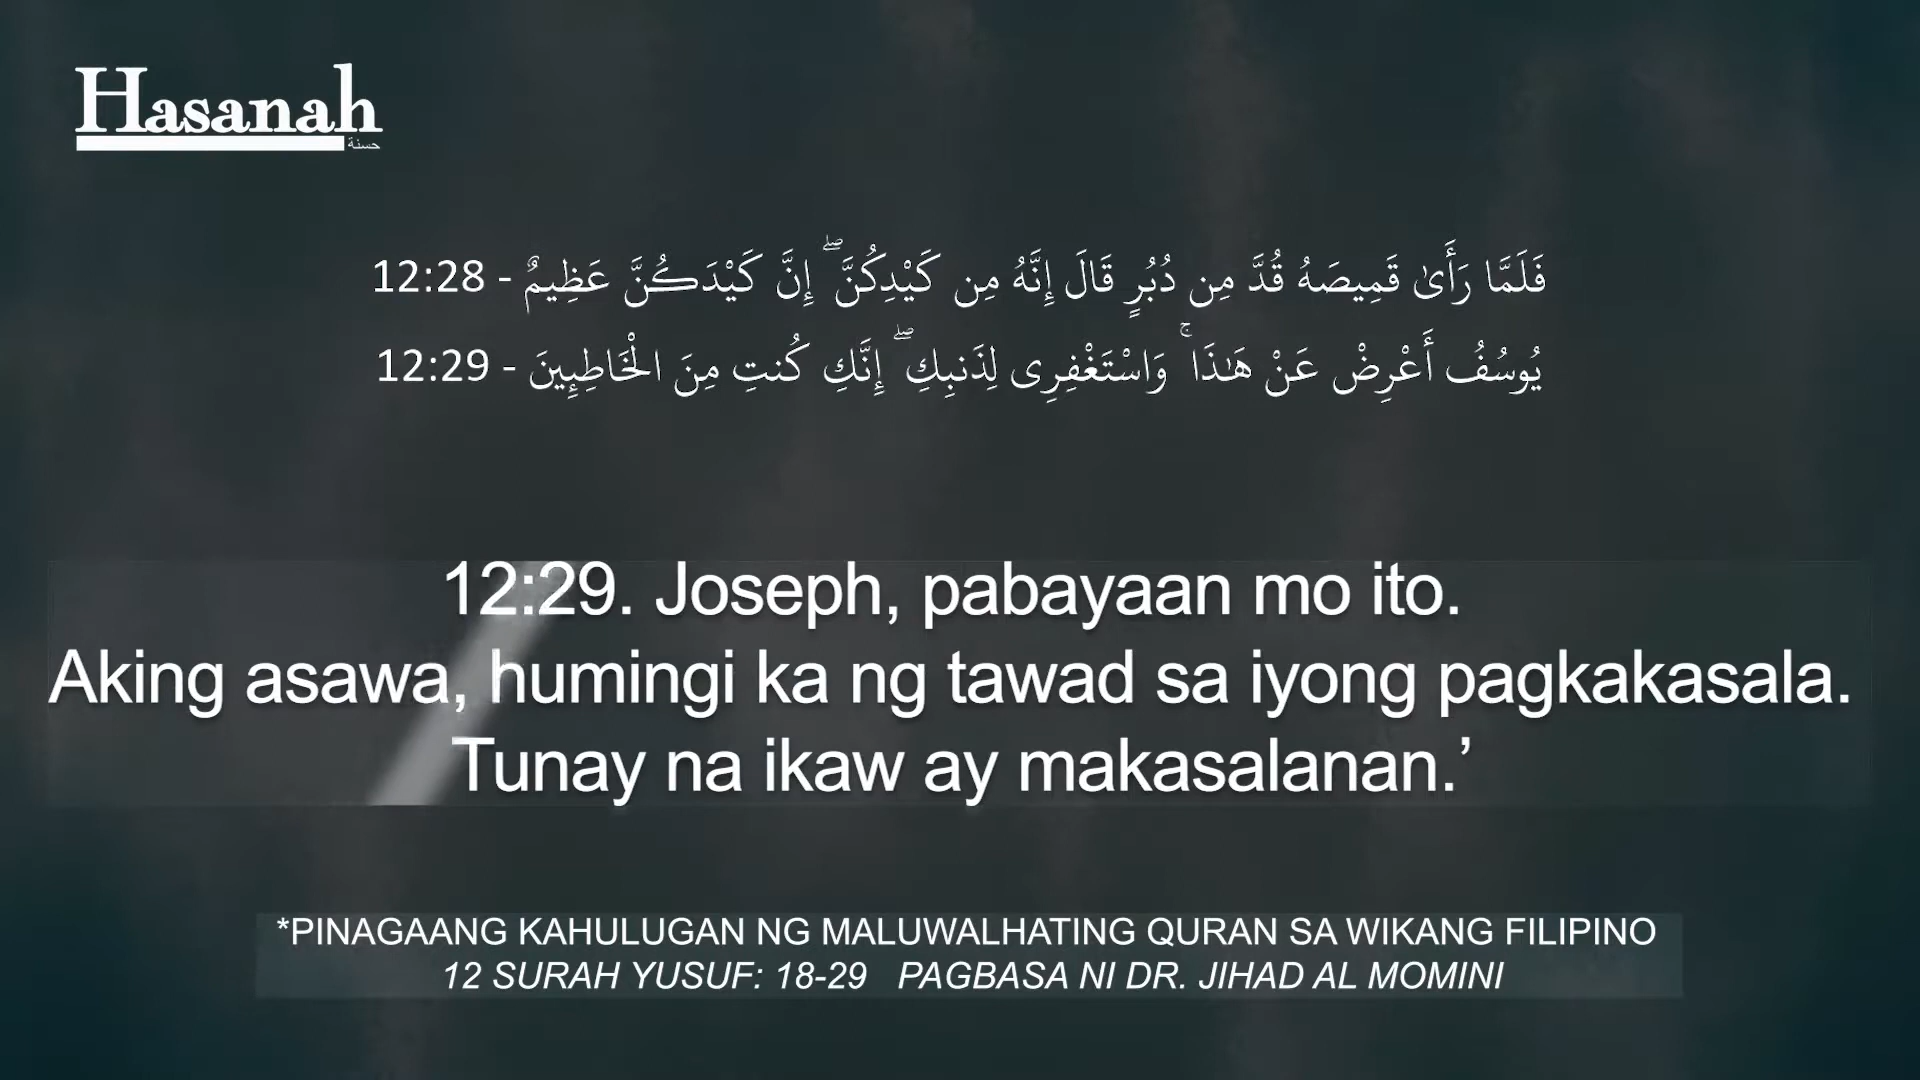 Hasanah
حسنة
فَلَمَّا رَأَىٰ قَمِيصَهُ قُدَّ مِن دُبُرٍ قَالَ إِنَّهُ مِن كَيْدِكُنَّ ۖ إِنَّ كَيْدَكُنَّ عَظِيمٌ - 12:28
يُوسُفُ أَعْرِضْ عَنْ هَـٰذَا ۚ وَاسْتَغْفِرِى لِذَنبِكِ ۖ إِنَّكِ كُنتِ مِنَ الْخَاطِـِٔينَ - 12:29
12:29. Joseph, pabayaan mo ito.
Aking asawa, humingi ka ng tawad sa iyong pagkakasala.
Tunay na ikaw ay makasalanan.’
*PINAGAANG KAHULUGAN NG MALUWALHATING QURAN SA WIKANG FILIPINO
12 SURAH YUSUF: 18-29 PAGBASA NI DR. JIHAD AL MOMINI